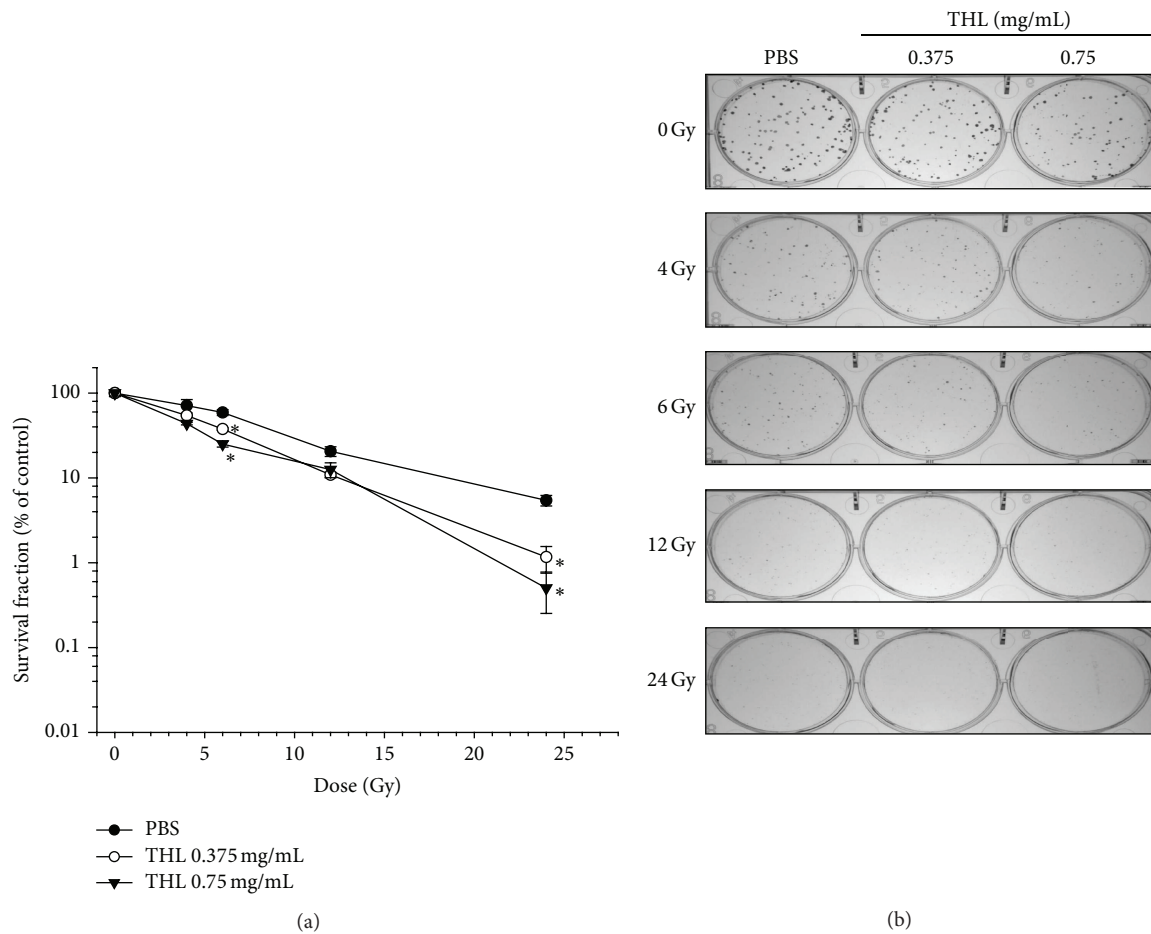 100
10
1
0.1
0.01
Survival fraction (% of control)
0 5 10 15 20 25
Dose (Gy)
*
*
*
*
PBS
THL 0.375 mg/mL
THL 0.75 mg/mL
(a)
THL (mg/mL)
PBS 0.375 0.75
0 Gy
4 Gy
6 Gy
12 Gy
24 Gy
(b)